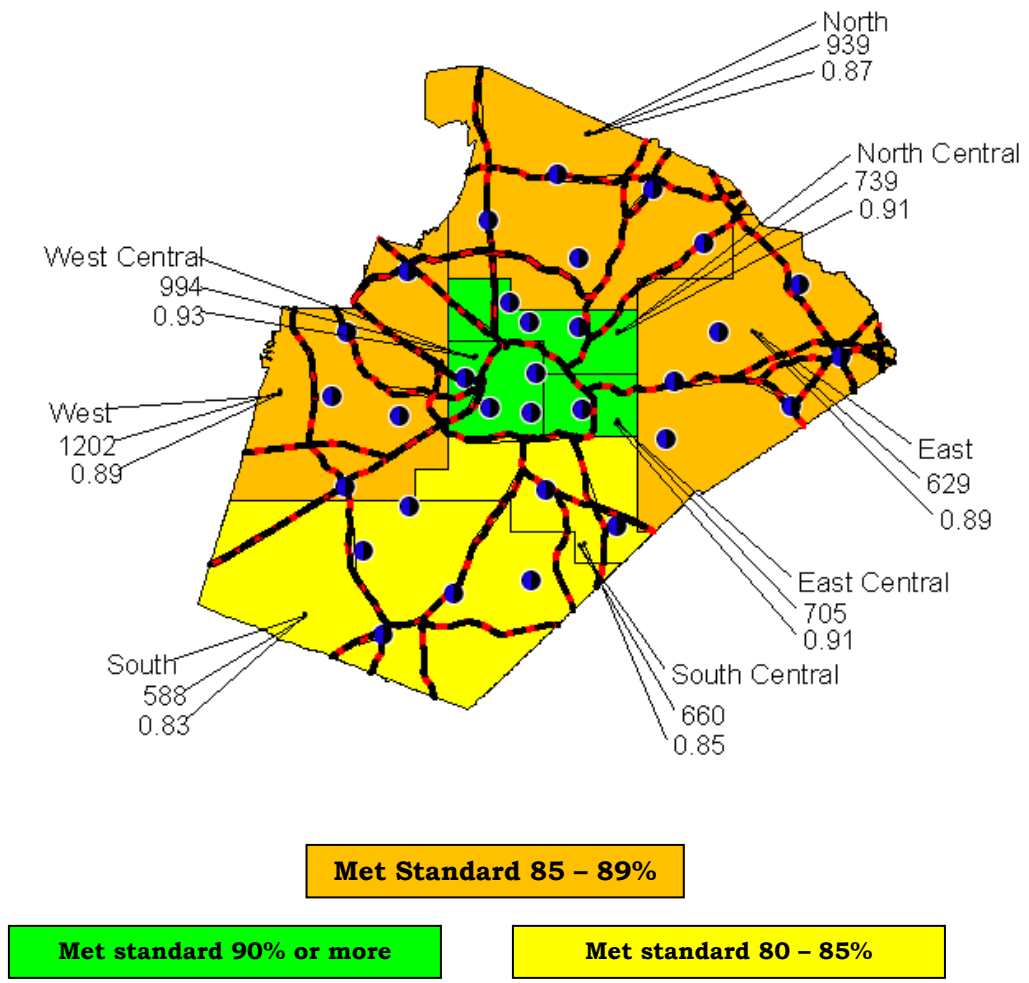 North
939
0.87
North Central
739
0.91
West Central
994
0.93
West
1202
0.89
East
629
0.89
East Central
705
0.91
South
588
0.83
South Central
660
0.85
Met Standard 85 – 89%
Met standard 90% or more
Met standard 80 – 85%